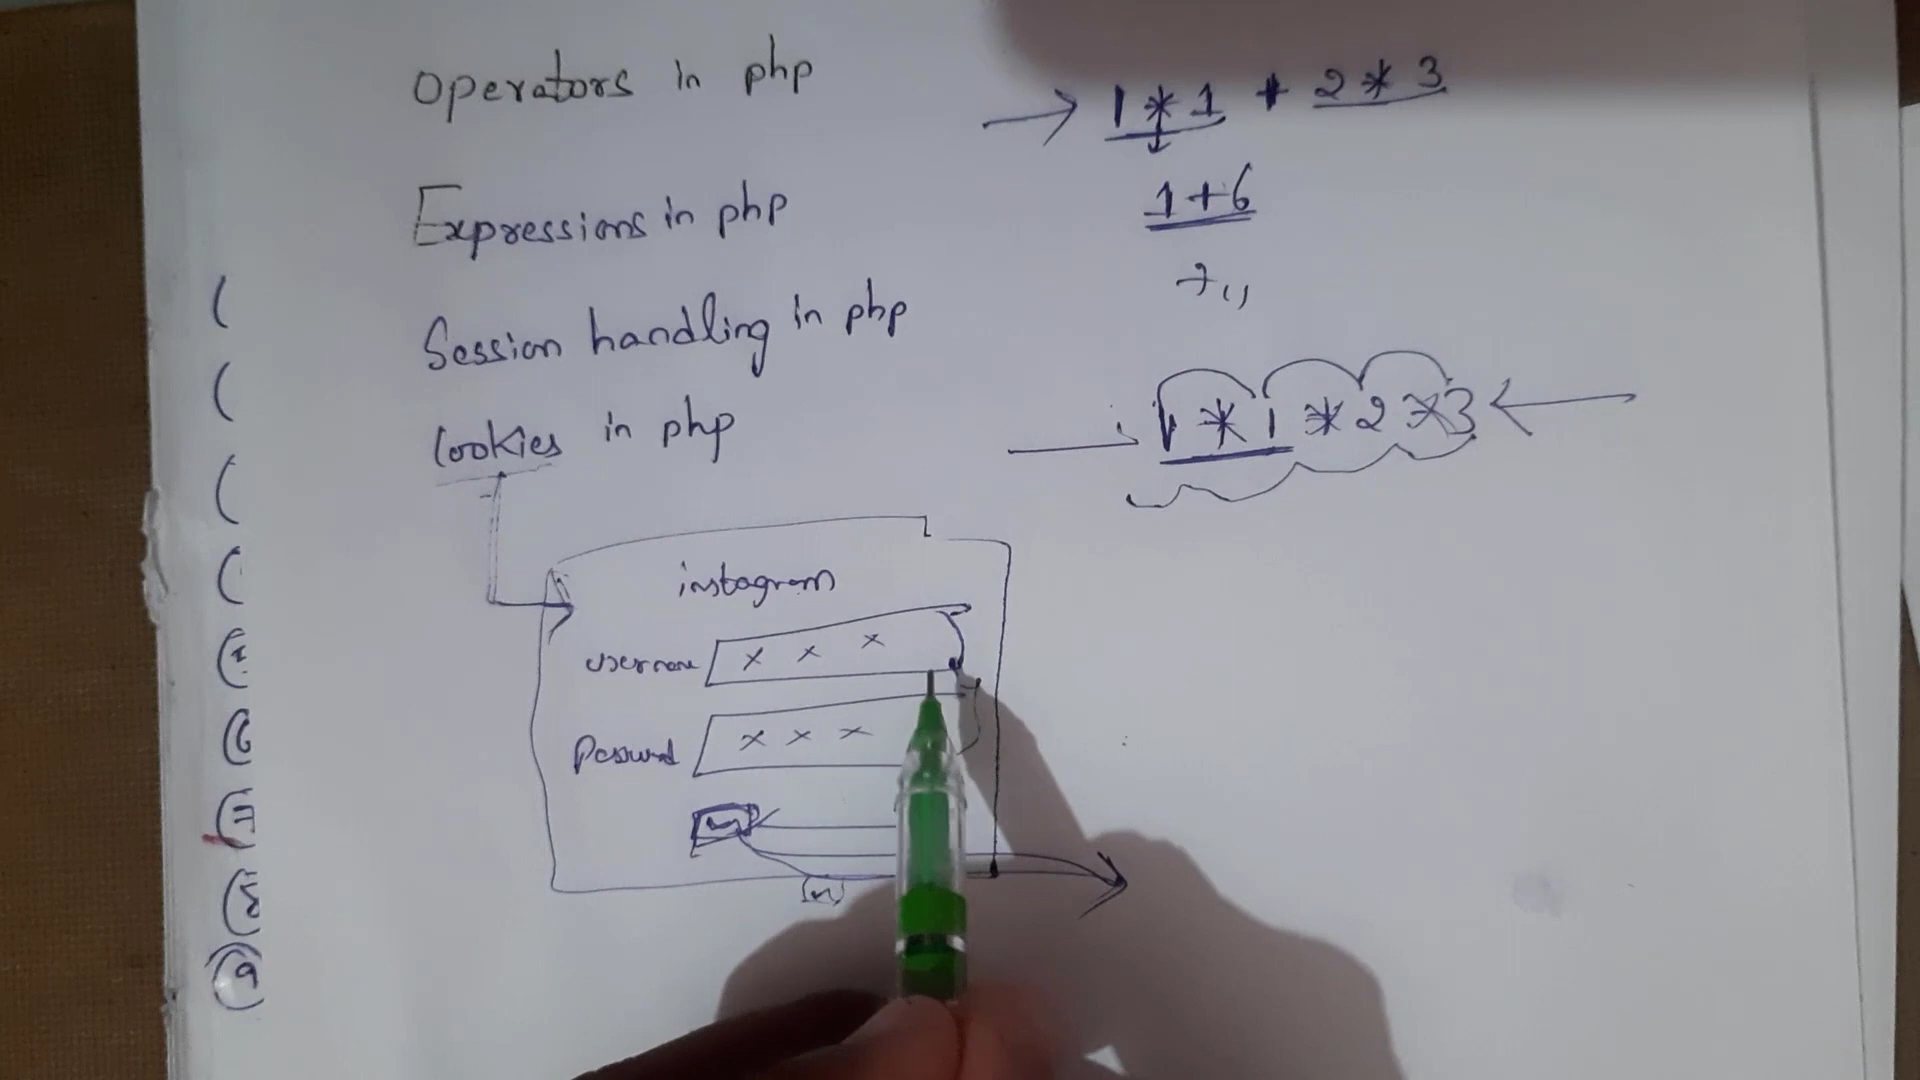 Operators in php
1 * 1 + 2 * 3
1+6
7
Expressions in php
Session handling in php
1 * 1 * 2 * 3
Cookies in php
instagram
username x x x
Password x x x